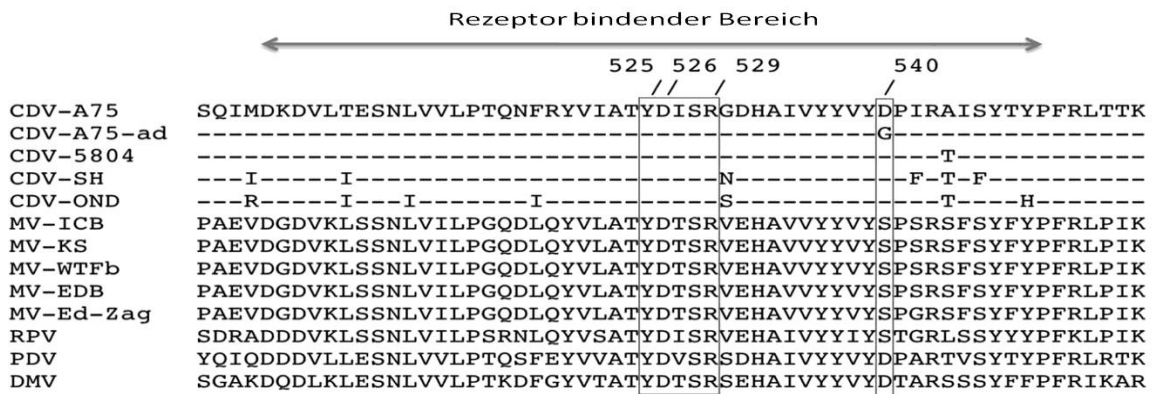 Rezeptor bindender Bereich
525 526 529 540
CDV-A75 SQIMDKDVLTESNLVVLPTQNFRYVIATYDISRGDHAIVYYVYDPIRAISYTYPFRLTTK
CDV-A75-ad -------------------------------------------G----------------
CDV-5804 -----------------------------------------------T------------
CDV-SH ---I-----I-----------------------N-----------F-T-F----------
CDV-OND ---R-----I---I-------I-----------S-------------T----H-------
MV-ICB PAEVDGDVKLSSNLVILPGQDLQYVLATYDTSRVEHAVVYYVYSPSRSFSYFYPFRLPIK
MV-KS PAEVDGDVKLSSNLVILPGQDLQYVLATYDTSRVEHAVVYYVYSPSRSFSYFYPFRLPIK
MV-WTFb PAEVDGDVKLSSNLVILPGQDLQYVLATYDTSRVEHAVVYYVYSPSRSFSYFYPFRLPIK
MV-EDB PAEVDGDVKLSSNLVILPGQDLQYVLATYDTSRVEHAVVYYVYSPSRSFSYFYPFRLPIK
MV-Ed-Zag PAEVDGDVKLSSNLVILPGQDLQYVLATYDTSRVEHAVVYYVYSPGRSFSYFYPFRLPIK
RPV SDRADDDVKLESNLVILPSRNLQYVSATYDISRVEHAIVYYIYSTGRLSSYYYPFKLPIK
PDV YQIQDDDVLLESNLVVLPTQSFEYVVATYDVSRSDHAIVYYVYDPARTVSYTYPFRLRTK
DMV SGAKDQDLKLESNLVVLPTKDFGYVTATYDTSRSEHAIVYYVYDTARSSSYFFPFRIKAR